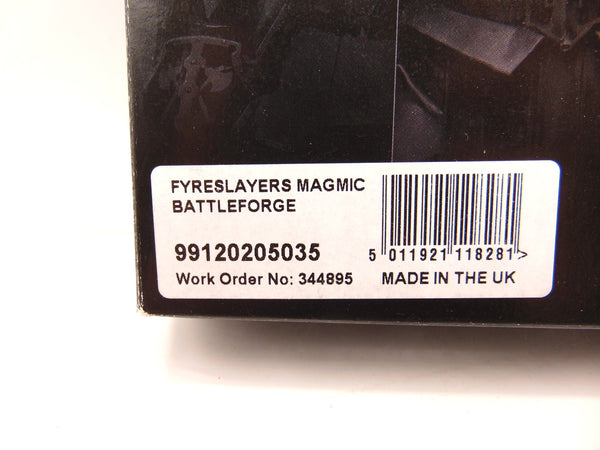 FYRESLAYERS MAGMIC
BATTLEFORGE
99120205035
Work Order No: 344895
5 011921 118281 >
MADE IN THE UK